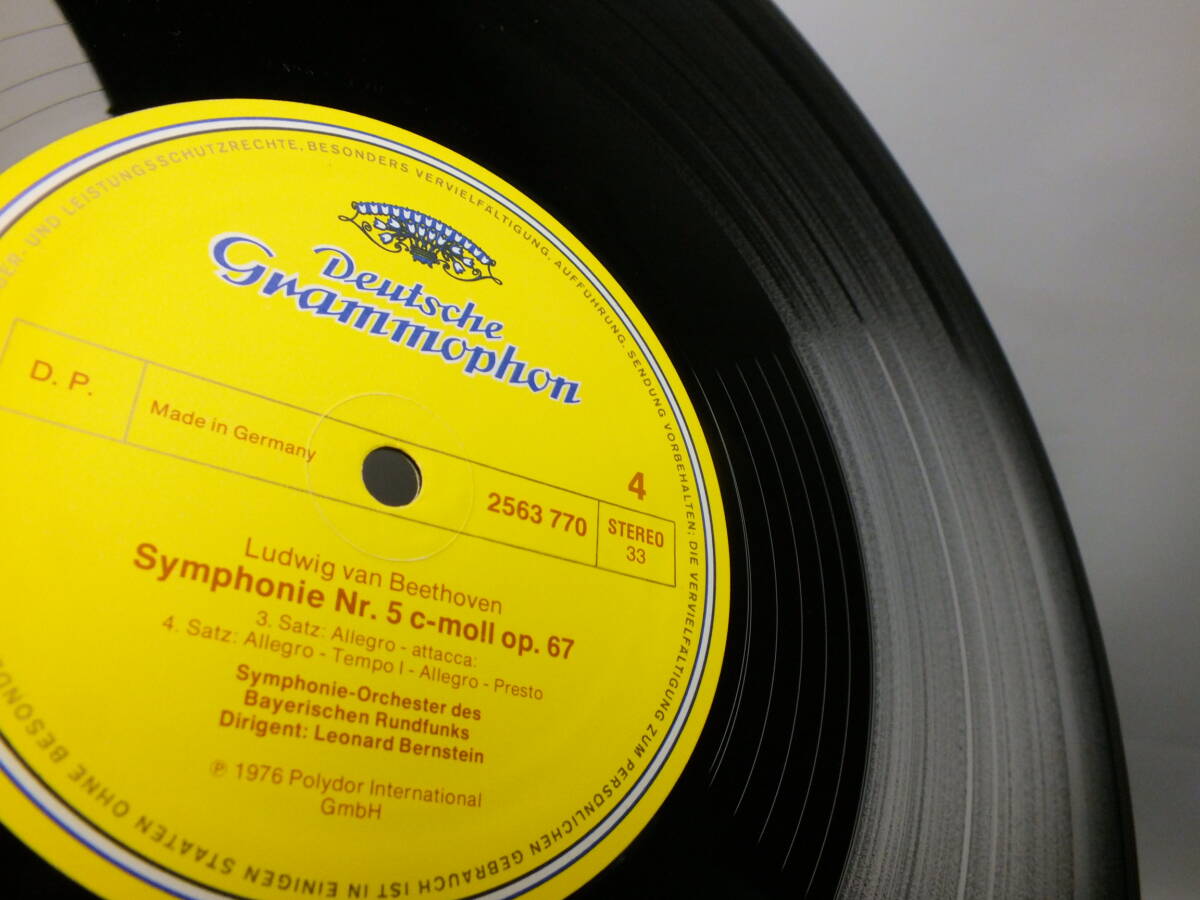 Deutsche
Grammophon
D. P.
Made in Germany
2563 770
4
STEREO
33
Ludwig van Beethoven
Symphonie Nr. 5 c-moll op. 67
3. Satz: Allegro - attacca:
4. Satz: Allegro - Tempo I - Allegro - Presto
Symphonie-Orchester des
Bayerischen Rundfunks
Dirigent: Leonard Bernstein
℗ 1976 Polydor International
GmbH
UND LEISTUNGSSCHUTZRECHTE, BESONDERS VERVIELFÄLTIGUNG, AUFFÜHRUNG, SENDUNG VORBEHALTEN; DIE VERVIELFÄLTIGUNG ZUM PERSÖNLICHEN GEBRAUCH IST IN EINIGEN STAATEN OHNE